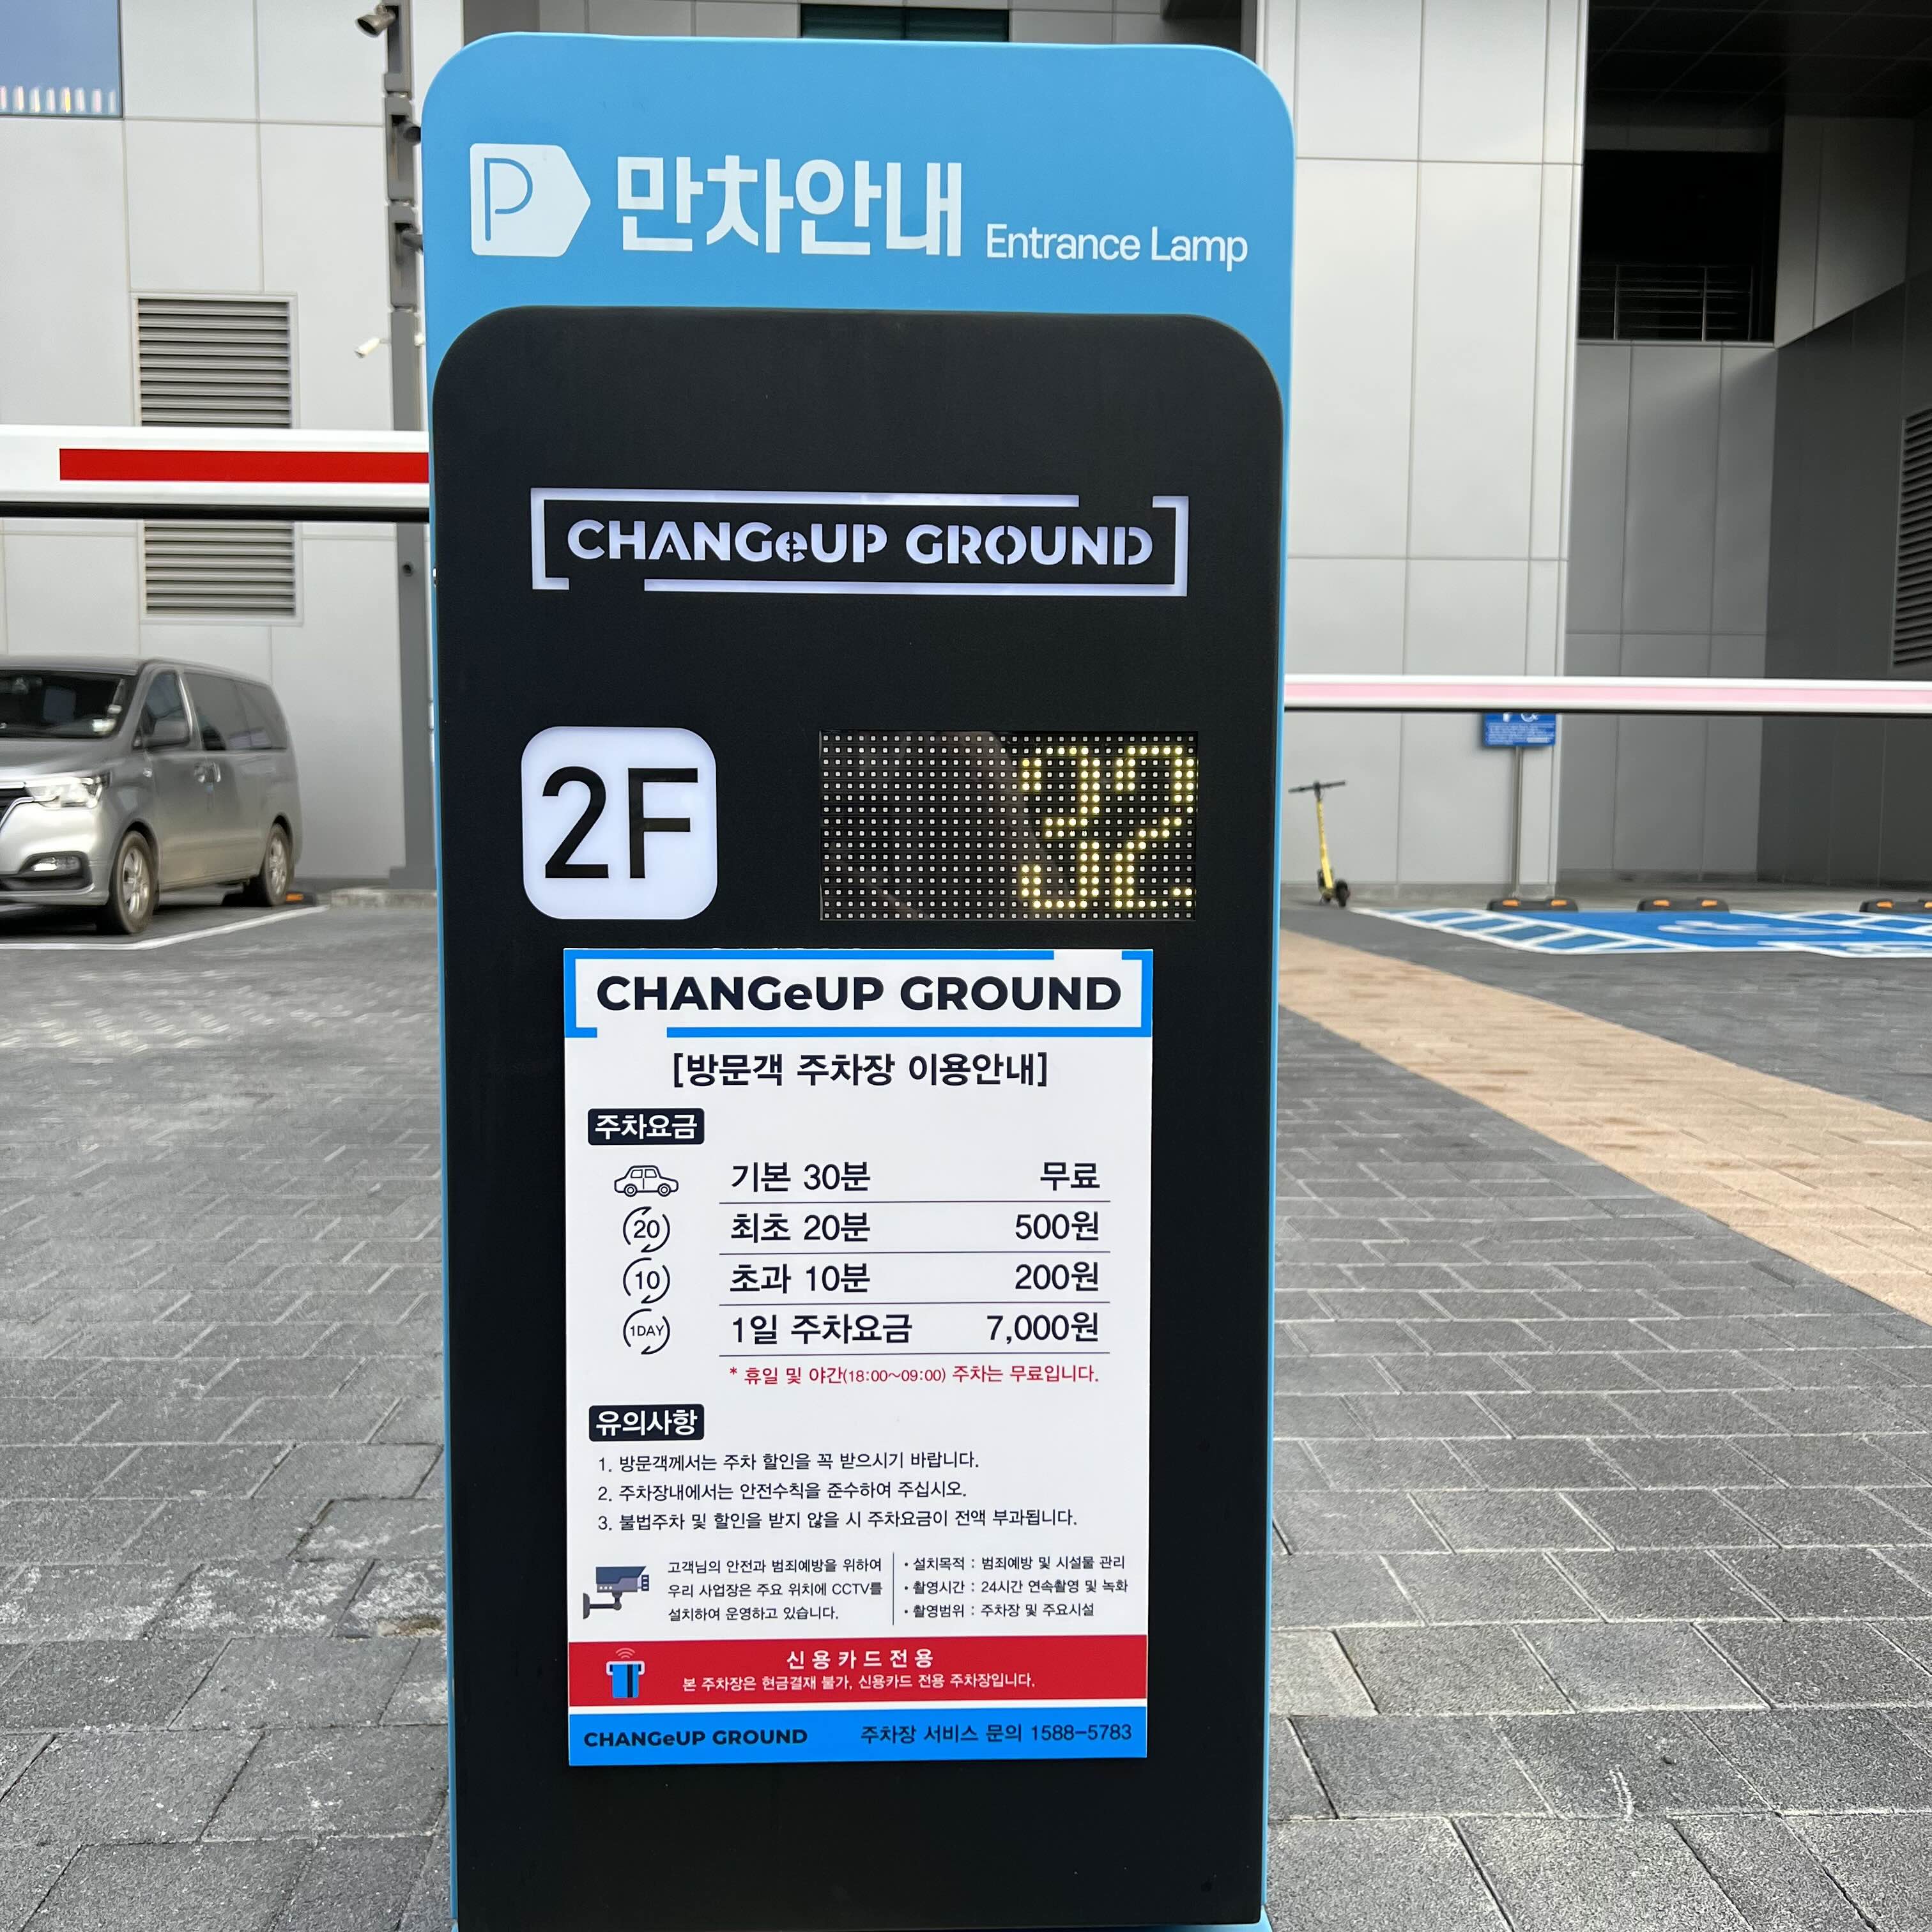 P 만차안내 Entrance Lamp
CHANGeUP GROUND
2F 32
CHANGeUP GROUND
[방문객 주차장 이용안내]
주차요금
기본 30분 무료
20 최초 20분 500원
10 초과 10분 200원
1DAY 1일 주차요금 7,000원
* 휴일 및 야간(18:00~09:00) 주차는 무료입니다.
유의사항
1. 방문객께서는 주차 할인을 꼭 받으시기 바랍니다.
2. 주차장내에서는 안전수칙을 준수하여 주십시오.
3. 불법주차 및 할인을 받지 않을 시 주차요금이 전액 부과됩니다.
고객님의 안전과 범죄예방을 위하여
우리 사업장은 주요 위치에 CCTV를
설치하여 운영하고 있습니다.
• 설치목적 : 범죄예방 및 시설물 관리
• 촬영시간 : 24시간 연속촬영 및 녹화
• 촬영범위 : 주차장 및 주요시설
신용카드전용
본 주차장은 현금결재 불가, 신용카드 전용 주차장입니다.
CHANGeUP GROUND 주차장 서비스 문의 1588-5783